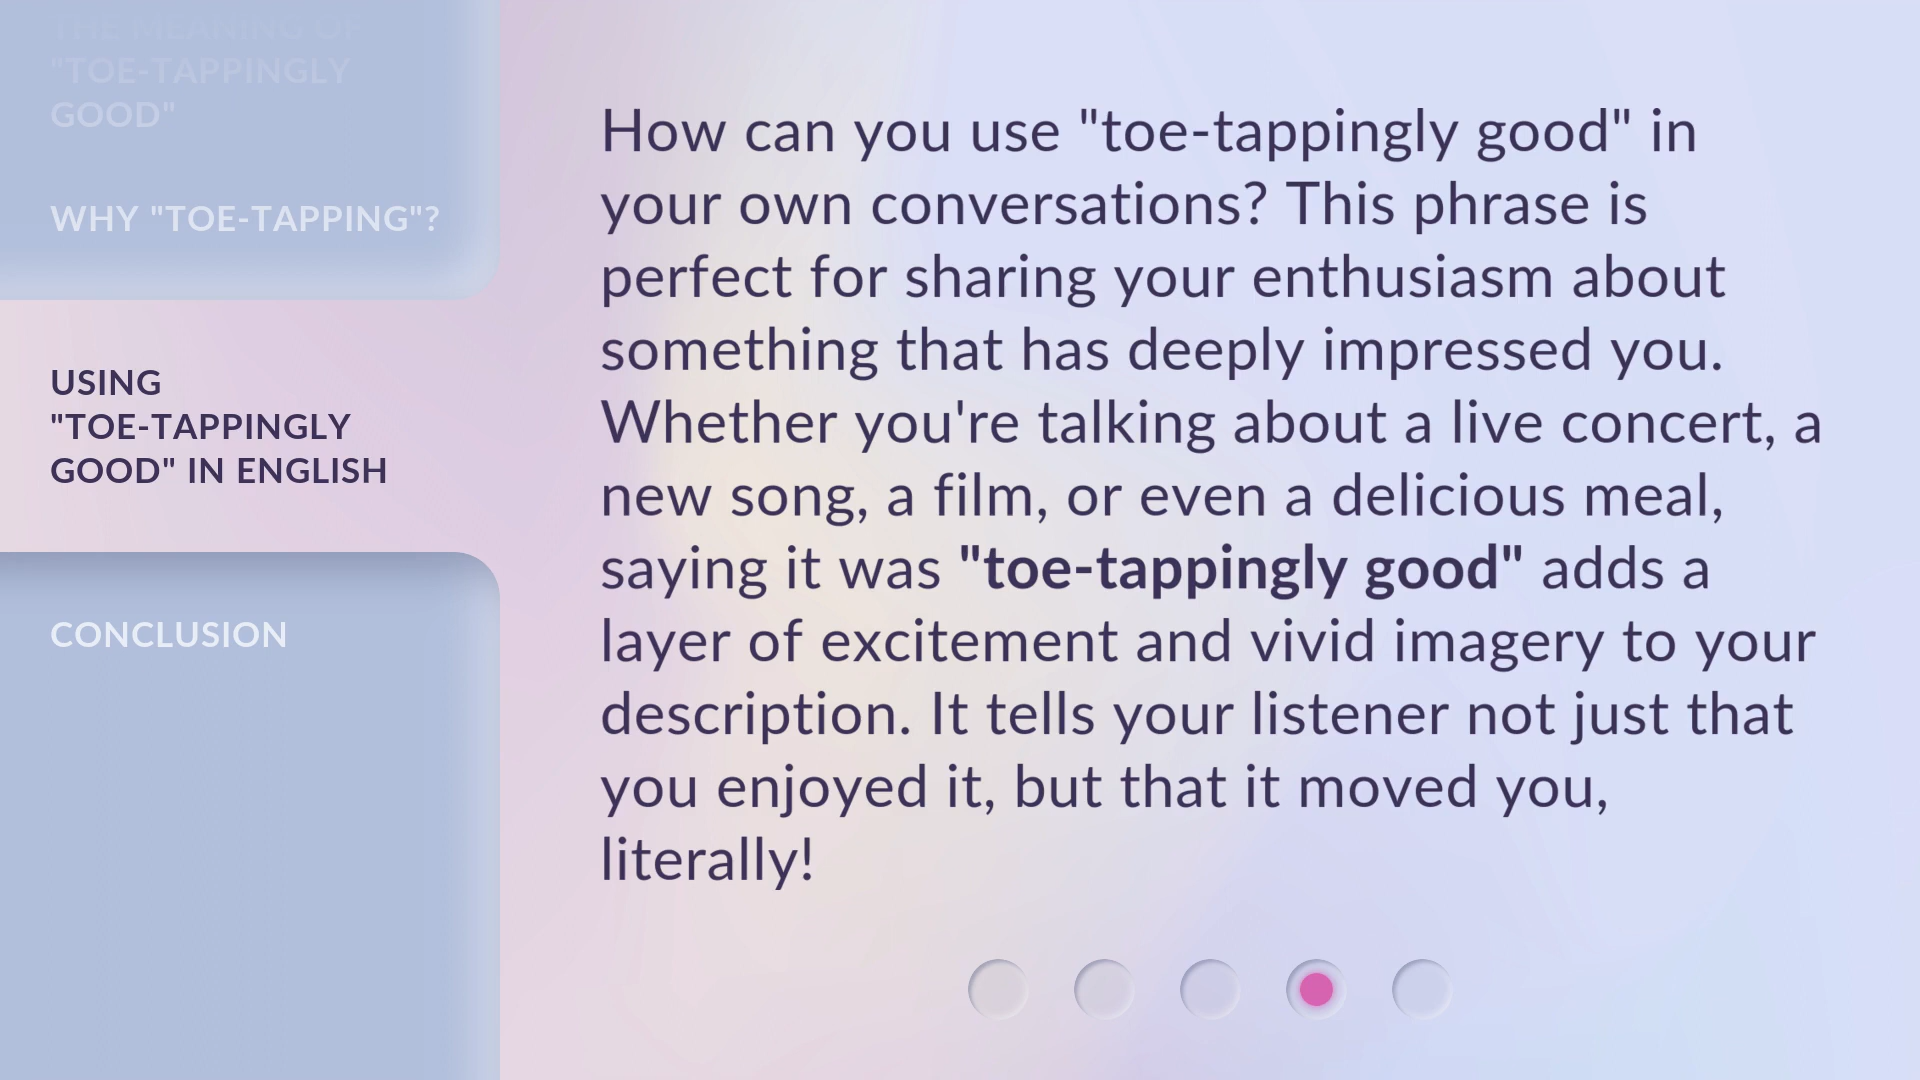 THE MEANING OF
"TOE-TAPPINGLY
GOOD"
WHY "TOE-TAPPING"?
USING
"TOE-TAPPINGLY
GOOD" IN ENGLISH
CONCLUSION
How can you use "toe-tappingly good" in
your own conversations? This phrase is
perfect for sharing your enthusiasm about
something that has deeply impressed you.
Whether you're talking about a live concert, a
new song, a film, or even a delicious meal,
saying it was "toe-tappingly good" adds a
layer of excitement and vivid imagery to your
description. It tells your listener not just that
you enjoyed it, but that it moved you,
literally!